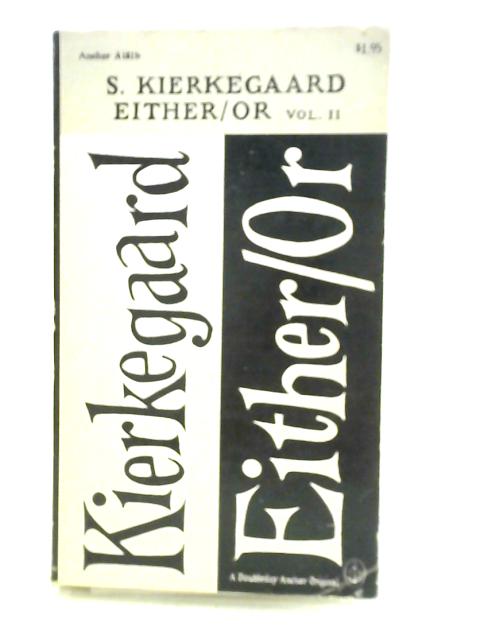 Anchor A181b
$1.95
S. KIERKEGAARD
EITHER/OR VOL. II
Kierkegaard
Either/Or
A Doubleday Anchor Original